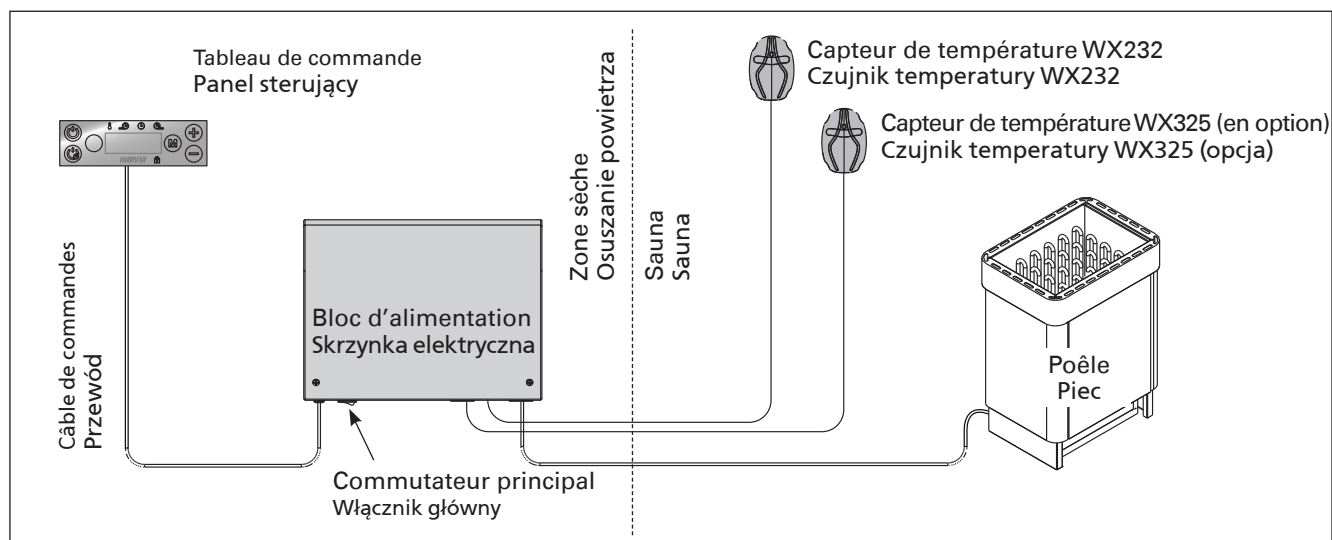 Tableau de commande
Panel sterujący
HARVIA
M
Câble de commandes
Przewód
Bloc d'alimentation
Skrzynka elektryczna
Commutateur principal
Włącznik główny
Zone sèche
Osuszanie powietrza
Sauna
Sauna
Capteur de température WX232
Czujnik temperatury WX232
Capteur de température WX325 (en option)
Czujnik temperatury WX325 (opcja)
Poêle
Piec